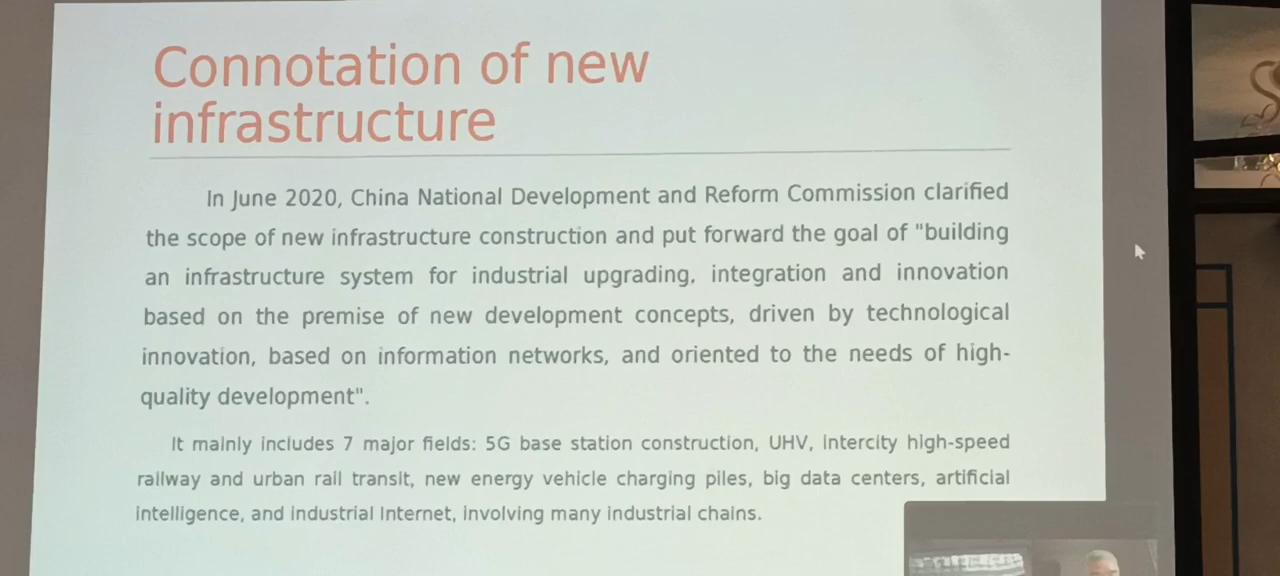 Connotation of new
infrastructure
In June 2020, China National Development and Reform Commission clarified
the scope of new infrastructure construction and put forward the goal of "building
an infrastructure system for industrial upgrading, integration and innovation
based on the premise of new development concepts, driven by technological
innovation, based on information networks, and oriented to the needs of high-
quality development".
It mainly includes 7 major fields: 5G base station construction, UHV, intercity high-speed
railway and urban rail transit, new energy vehicle charging piles, big data centers, artificial
intelligence, and industrial Internet, involving many industrial chains.